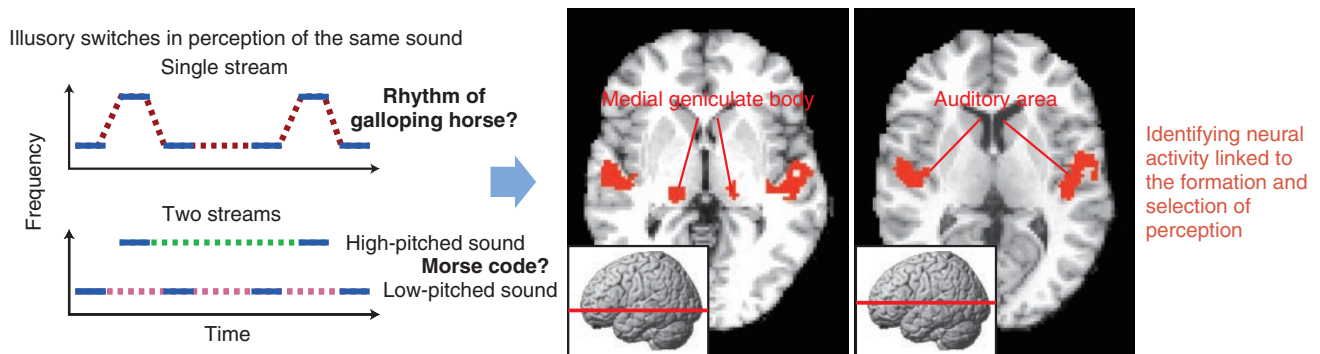 Illusory switches in perception of the same sound
Single stream
Rhythm of
galloping horse?
Frequency
Two streams
High-pitched sound
Morse code?
Low-pitched sound
Time
Medial geniculate body
Auditory area
Identifying neural
activity linked to
the formation and
selection of
perception